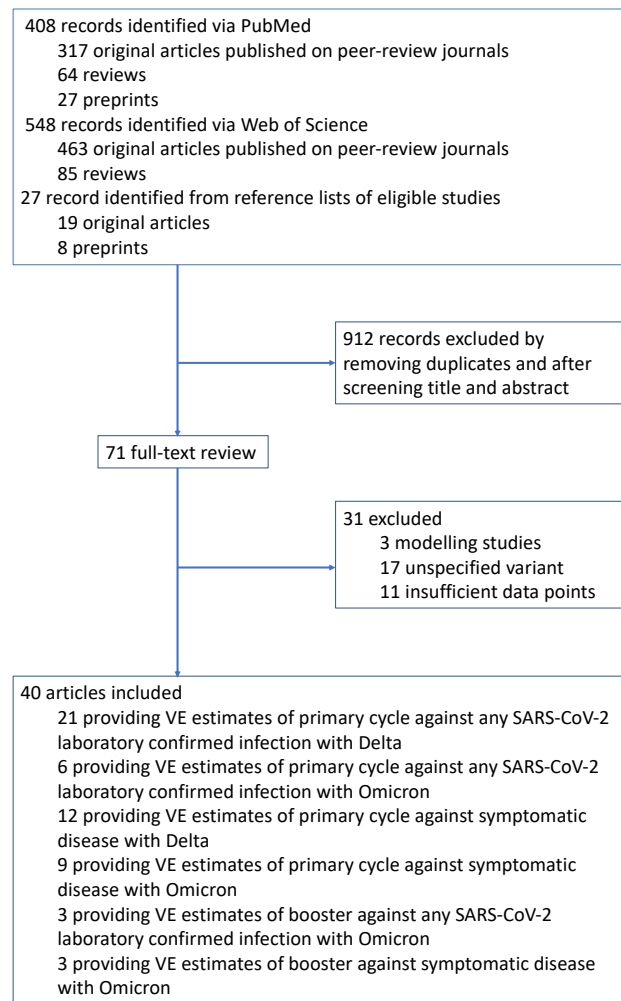 408 records identified via PubMed
317 original articles published on peer-review journals
64 reviews
27 preprints
548 records identified via Web of Science
463 original articles published on peer-review journals
85 reviews
27 record identified from reference lists of eligible studies
19 original articles
8 preprints
912 records excluded by
removing duplicates and after
screening title and abstract
71 full-text review
31 excluded
3 modelling studies
17 unspecified variant
11 insufficient data points
40 articles included
21 providing VE estimates of primary cycle against any SARS-CoV-2
laboratory confirmed infection with Delta
6 providing VE estimates of primary cycle against any SARS-CoV-2
laboratory confirmed infection with Omicron
12 providing VE estimates of primary cycle against symptomatic
disease with Delta
9 providing VE estimates of primary cycle against symptomatic
disease with Omicron
3 providing VE estimates of booster against any SARS-CoV-2
laboratory confirmed infection with Omicron
3 providing VE estimates of booster against symptomatic disease
with Omicron